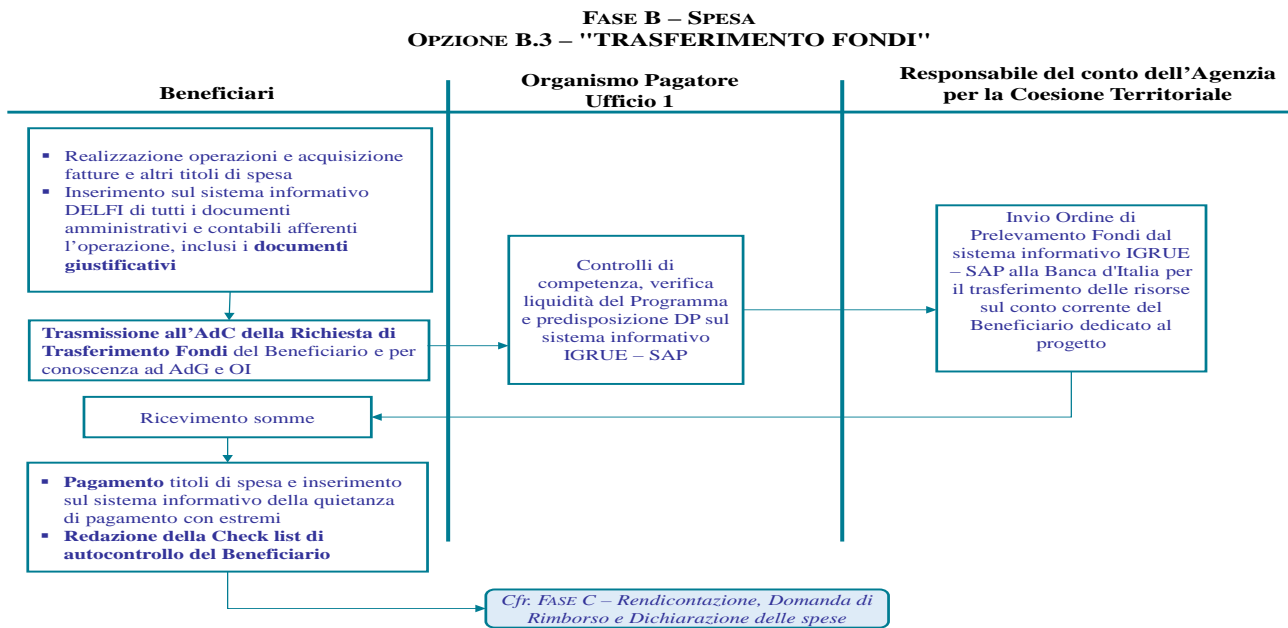 FASE B – SPESA
OPZIONE B.3 – "TRASFERIMENTO FONDI"
Beneficiari
Organismo Pagatore
Ufficio 1
Responsabile del conto dell’Agenzia
per la Coesione Territoriale
▪ Realizzazione operazioni e acquisizione
fatture e altri titoli di spesa
▪ Inserimento sul sistema informativo
DELFI di tutti i documenti
amministrativi e contabili afferenti
l’operazione, inclusi i documenti
giustificativi
Trasmissione all’AdC della Richiesta di
Trasferimento Fondi del Beneficiario e per
conoscenza ad AdG e OI
Controlli di
competenza, verifica
liquidità del Programma
e predisposizione DP sul
sistema informativo
IGRUE – SAP
Invio Ordine di
Prelevamento Fondi dal
sistema informativo IGRUE
– SAP alla Banca d'Italia per
il trasferimento delle risorse
sul conto corrente del
Beneficiario dedicato al
progetto
Ricevimento somme
▪ Pagamento titoli di spesa e inserimento
sul sistema informativo della quietanza
di pagamento con estremi
▪ Redazione della Check list di
autocontrollo del Beneficiario
Cfr. FASE C – Rendicontazione, Domanda di
Rimborso e Dichiarazione delle spese